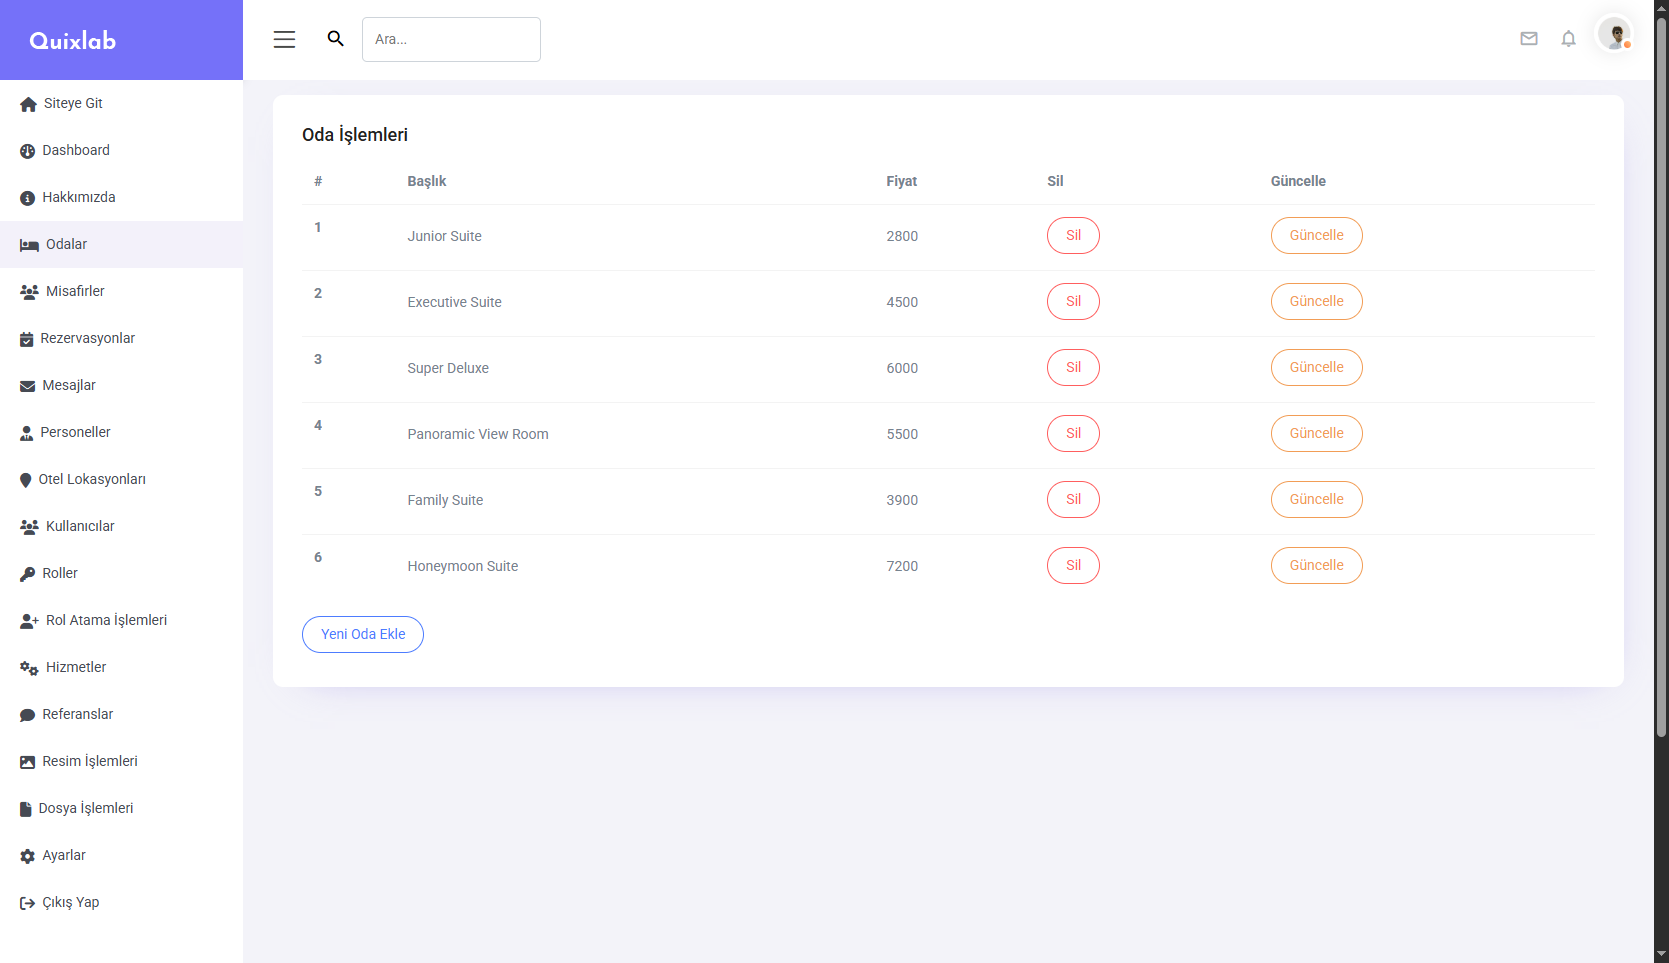 Quixlab
Ara...
Siteye Git
Dashboard
Hakkımızda
Odalar
Misafirler
Rezervasyonlar
Mesajlar
Personeller
Otel Lokasyonları
Kullanıcılar
Roller
Rol Atama İşlemleri
Hizmetler
Referanslar
Resim İşlemleri
Dosya İşlemleri
Ayarlar
Çıkış Yap
Oda İşlemleri
# Başlık Fiyat Sil Güncelle
1 Junior Suite 2800 Sil Güncelle
2 Executive Suite 4500 Sil Güncelle
3 Super Deluxe 6000 Sil Güncelle
4 Panoramic View Room 5500 Sil Güncelle
5 Family Suite 3900 Sil Güncelle
6 Honeymoon Suite 7200 Sil Güncelle
Yeni Oda Ekle